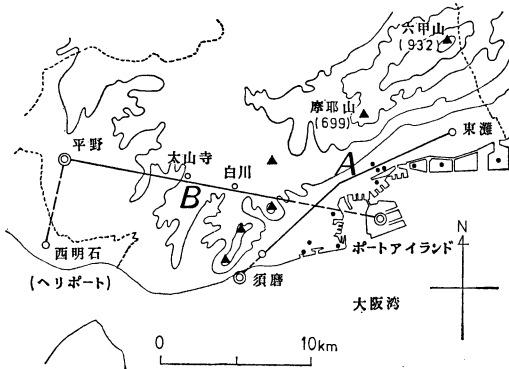 六甲山
(932)
摩耶山
(699)
東灘
平野
太山寺
白川
A
B
西明石
(ヘリポート)
須磨
ポートアイランド
大阪湾
N
0
10km